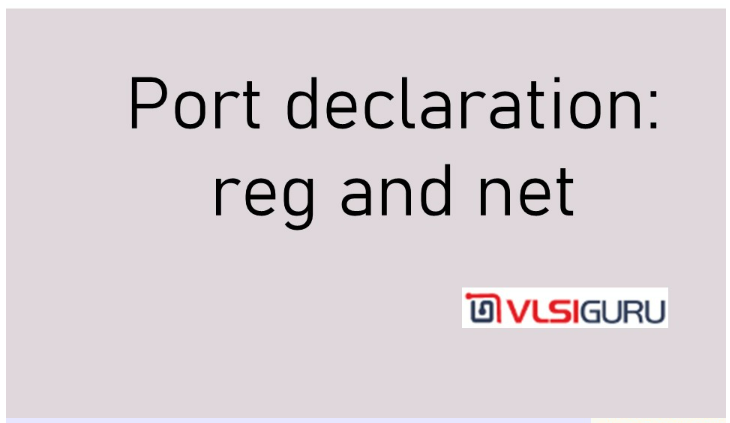 Port declaration:
reg and net
VLSIGURU